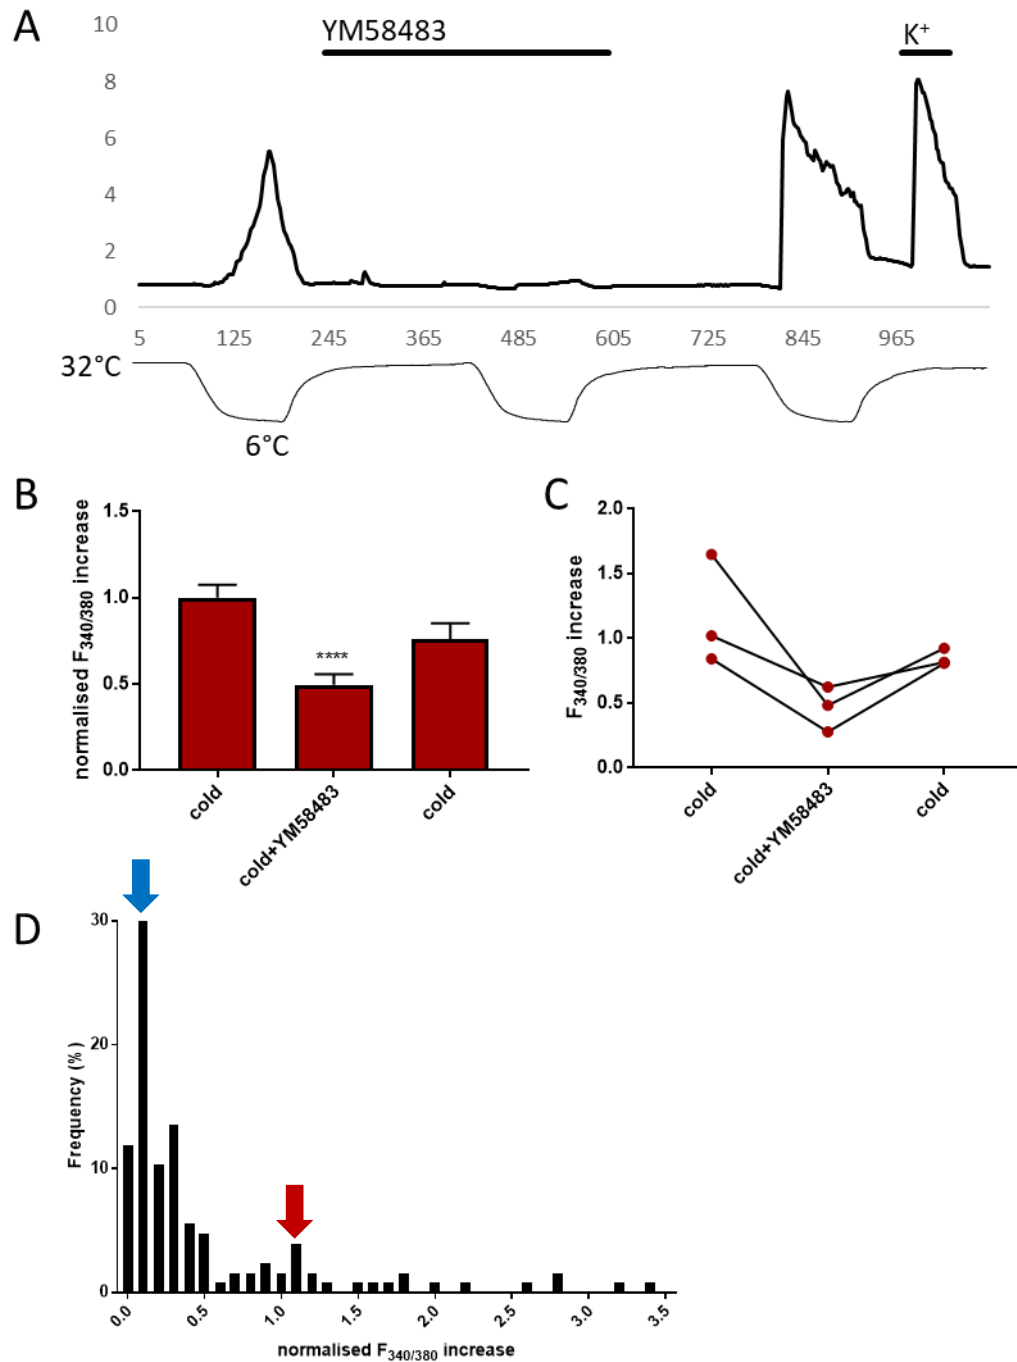 A
10
YM58483
K⁺
8
6
4
2
0
5 125 245 365 485 605 725 845 965
32°C
6°C
B
normalised F340/380 increase
1.5
1.0
0.5
0.0
****
cold
cold+YM58483
cold
C
F340/380 increase
2.0
1.5
1.0
0.5
0.0
cold
cold+YM58483
cold
D
Frequency (%)
30
20
10
0
0.0 0.5 1.0 1.5 2.0 2.5 3.0 3.5
normalised F340/380 increase